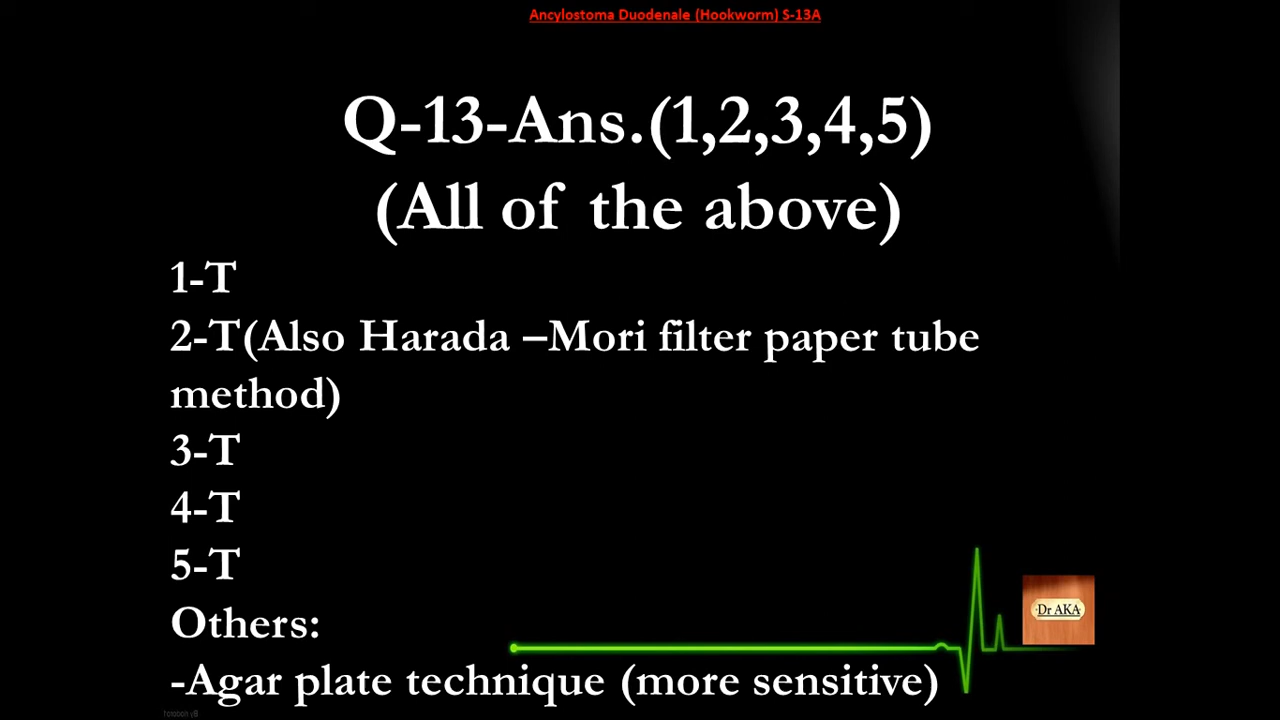 Ancylostoma Duodenale (Hookworm) S-13A
Q-13-Ans.(1,2,3,4,5)
(All of the above)
1-T
2-T(Also Harada –Mori filter paper tube
method)
3-T
4-T
5-T
Others:
Dr AKA
-Agar plate technique (more sensitive)